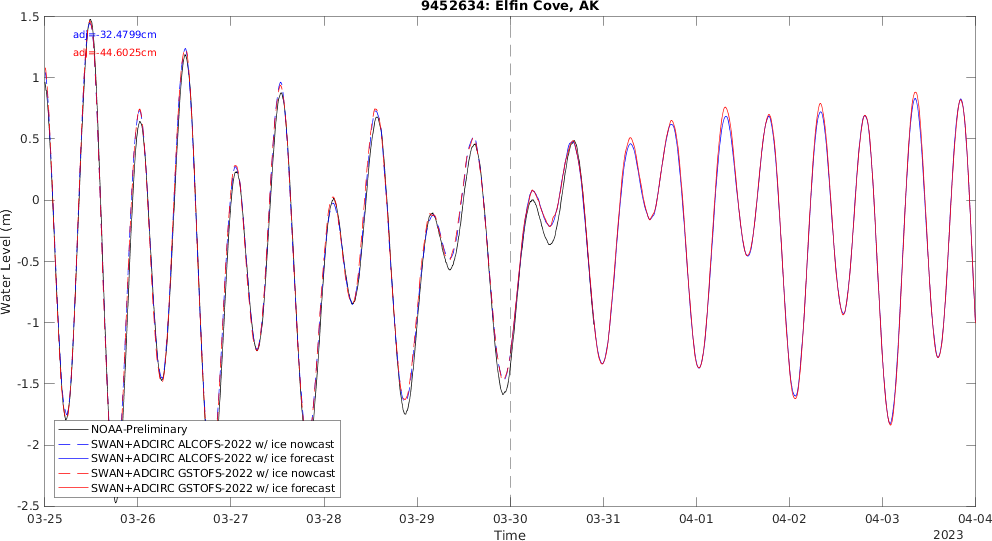 9452634: Elfin Cove, AK
adj=-32.4799cm
adj=-44.6025cm
Water Level (m)
1.5
1
0.5
0
-0.5
-1
-1.5
-2
-2.5
NOAA-Preliminary
SWAN+ADCIRC ALCOFS-2022 w/ ice nowcast
SWAN+ADCIRC ALCOFS-2022 w/ ice forecast
SWAN+ADCIRC GSTOFS-2022 w/ ice nowcast
SWAN+ADCIRC GSTOFS-2022 w/ ice forecast
03-25 03-26 03-27 03-28 03-29 03-30 03-31 04-01 04-02 04-03 04-04
Time
2023